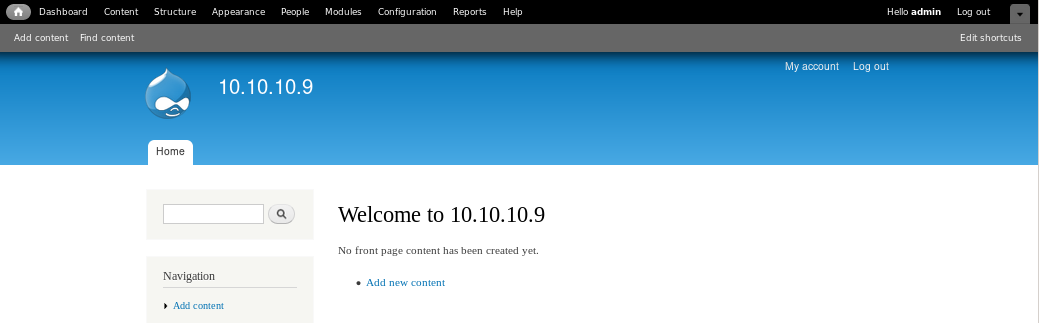 Dashboard Content Structure Appearance People Modules Configuration Reports Help Hello admin Log out
Add content Find content Edit shortcuts
My account Log out
10.10.10.9
Home
Welcome to 10.10.10.9
No front page content has been created yet.
Add new content
Navigation
Add content